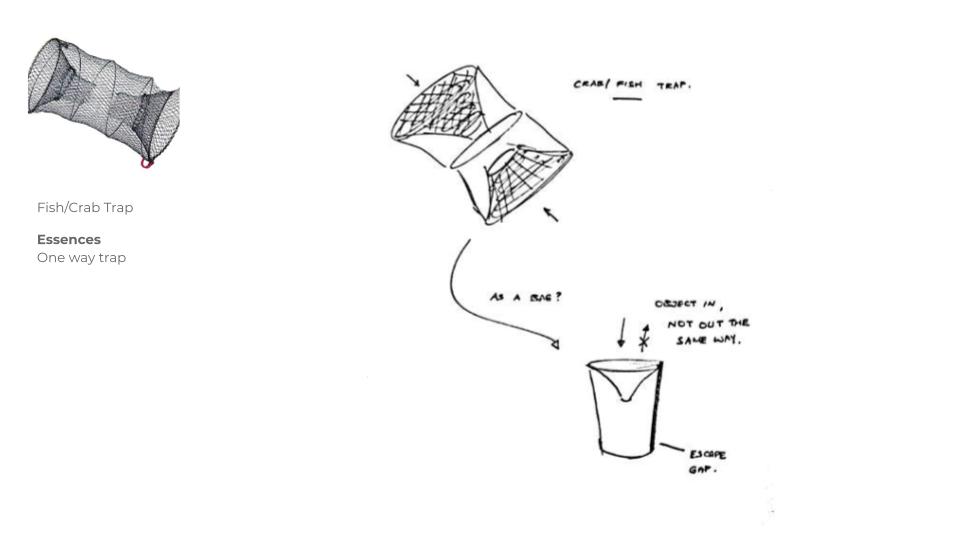 Fish/Crab Trap
Essences
One way trap
CRAB/ FISH TRAP.
AS A BAG?
OBJECT IN,
NOT OUT THE
SAME WAY.
ESCAPE
GAP.